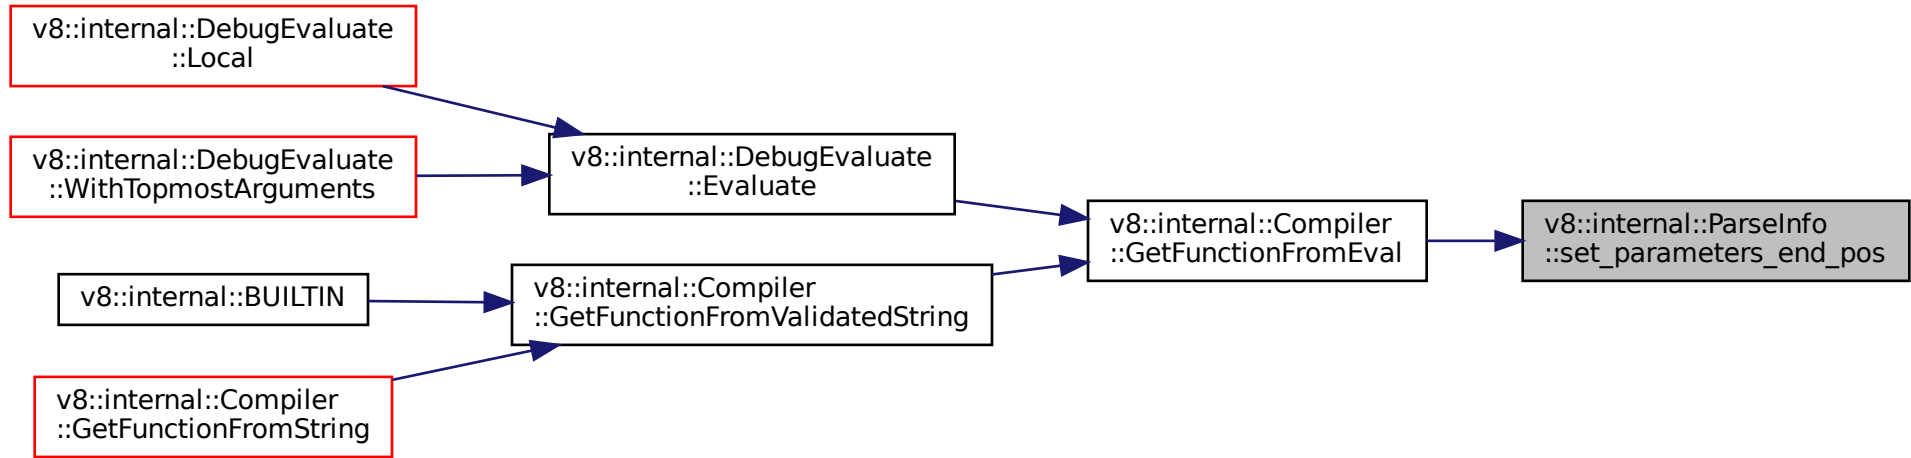 v8::internal::DebugEvaluate
::Local
v8::internal::DebugEvaluate
::WithTopmostArguments
v8::internal::BUILTIN
v8::internal::Compiler
::GetFunctionFromString
v8::internal::DebugEvaluate
::Evaluate
v8::internal::Compiler
::GetFunctionFromValidatedString
v8::internal::Compiler
::GetFunctionFromEval
v8::internal::ParseInfo
::set_parameters_end_pos